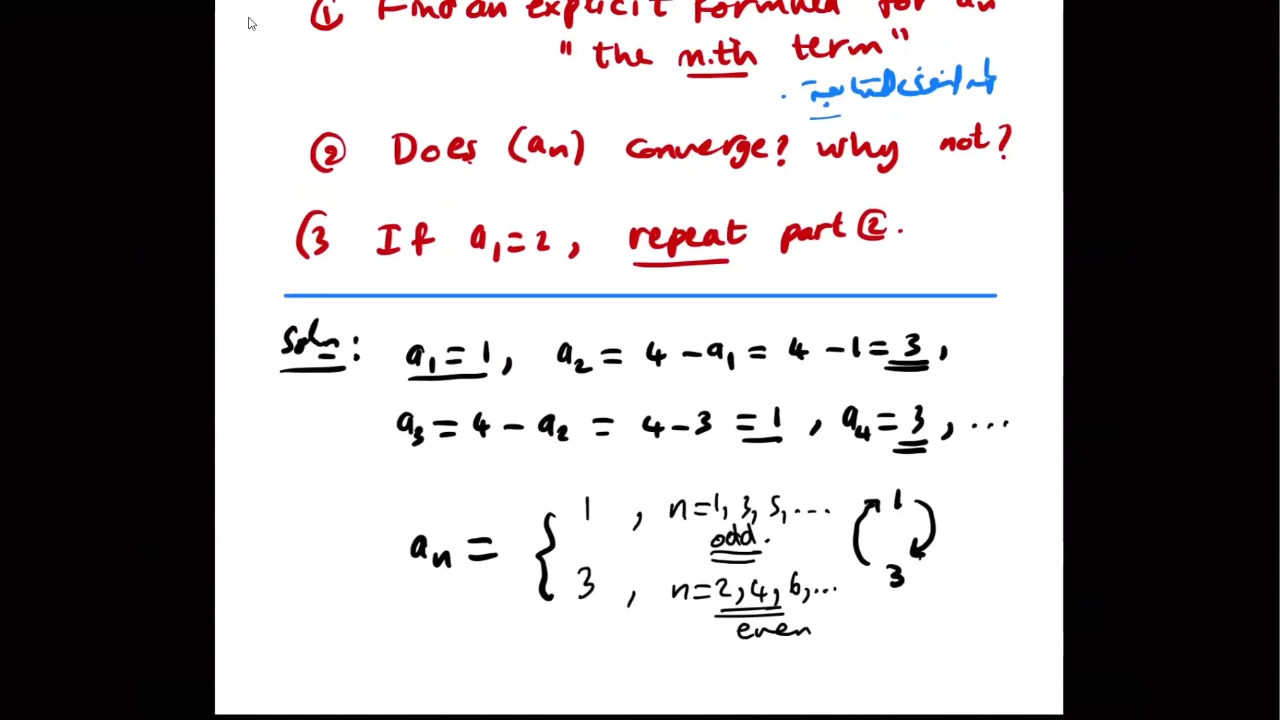 ① Find an explicit formula for an
" the n.th term "
② Does (an) converge? why not?
(3 If a₁=2, repeat part ②.
Soln: a₁ = 1, a₂ = 4 - a₁ = 4 - 1 = 3,
a₃ = 4 - a₂ = 4 - 3 = 1, a₄ = 3, ...
aₙ = { 1 , n=1, 3, 5, ... 1
odd.
3 , n=2, 4, 6, ... 3
even